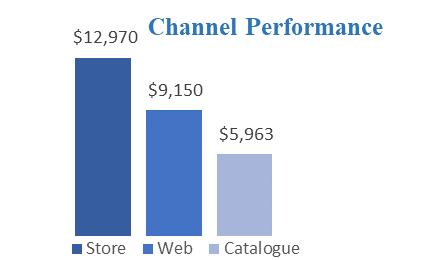 Channel Performance
$12,970
$9,150
$5,963
Store Web Catalogue